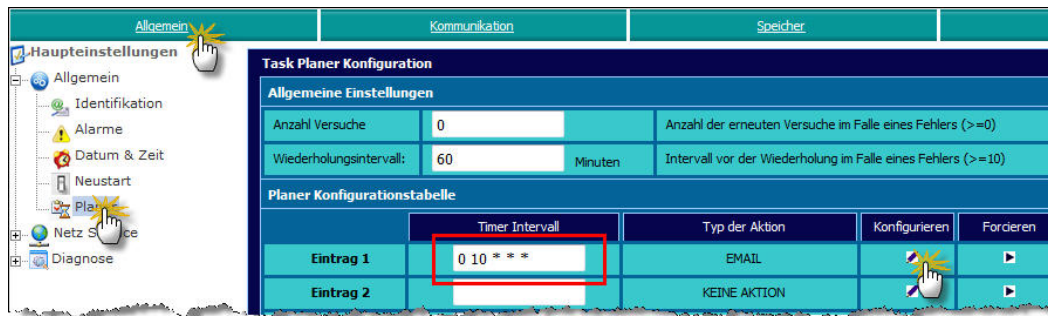 Allgemein Kommunikation Speicher
Haupteinstellungen
Allgemein
Identifikation
Alarme
Datum & Zeit
Neustart
Netz
Diagnose
Task Planer Konfiguration
Allgemeine Einstellungen
Anzahl Versuche 0 Anzahl der erneuten Versuche im Falle eines Fehlers (>=0)
Wiederholungsintervall: 60 Minuten Intervall vor der Wiederholung im Falle eines Fehlers (>=10)
Planer Konfigurationstabelle
Timer Intervall Typ der Aktion Konfigurieren Forcieren
Eintrag 1 0 10 * * * EMAIL
Eintrag 2 KEINE AKTION